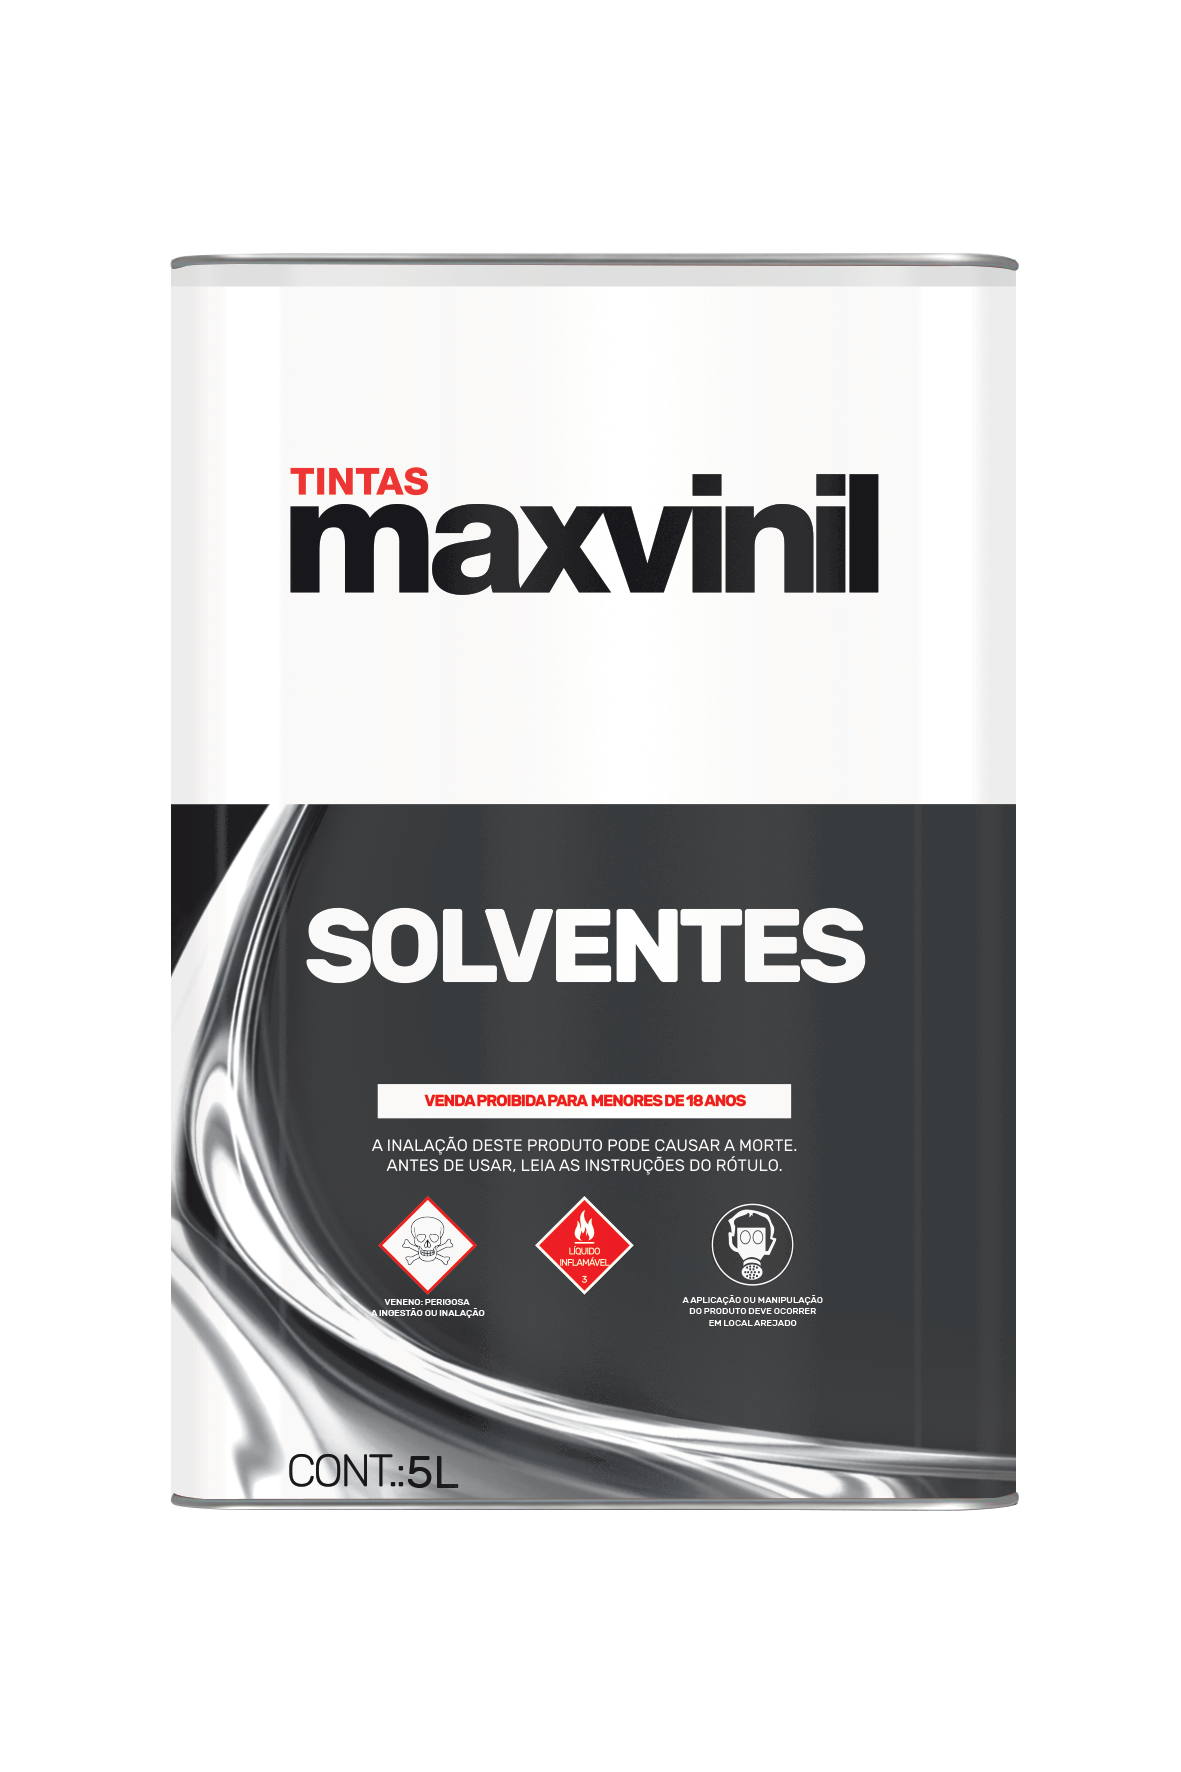 TINTAS
maxvinil
SOLVENTES
VENDA PROIBIDA PARA MENORES DE 18 ANOS
A INALAÇÃO DESTE PRODUTO PODE CAUSAR A MORTE.
ANTES DE USAR, LEIA AS INSTRUÇÕES DO RÓTULO.
VENENO: PERIGOSA
A INGESTÃO OU INALAÇÃO
LÍQUIDO
INFLAMÁVEL
3
A APLICAÇÃO OU MANIPULAÇÃO
DO PRODUTO DEVE OCORRER
EM LOCAL AREJADO
CONT.:5L